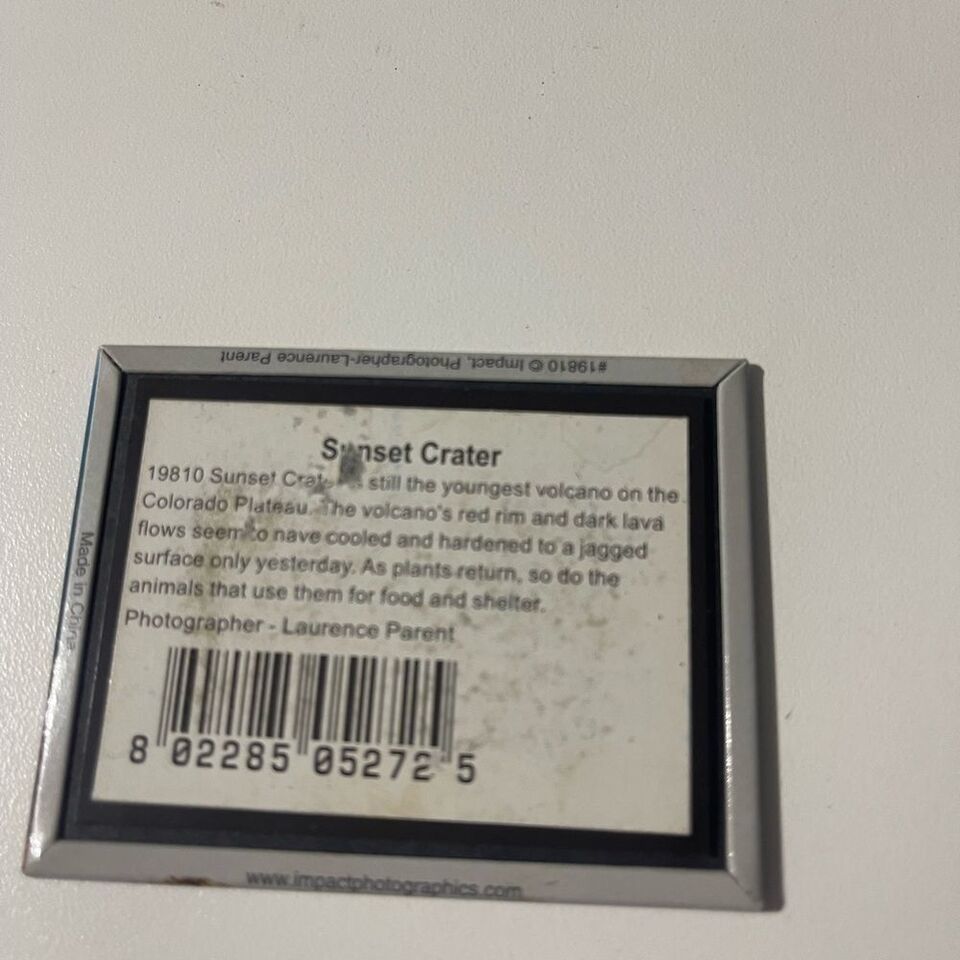 #19810 © Impact, Photographer-Laurence Parent
Sunset Crater
19810 Sunset Crater is still the youngest volcano on the
Colorado Plateau. The volcano's red rim and dark lava
flows seem to have cooled and hardened to a jagged
surface only yesterday. As plants return, so do the
animals that use them for food and shelter.
Photographer - Laurence Parent
8 02285 05272 5
Made in China
www.impactphotographics.com